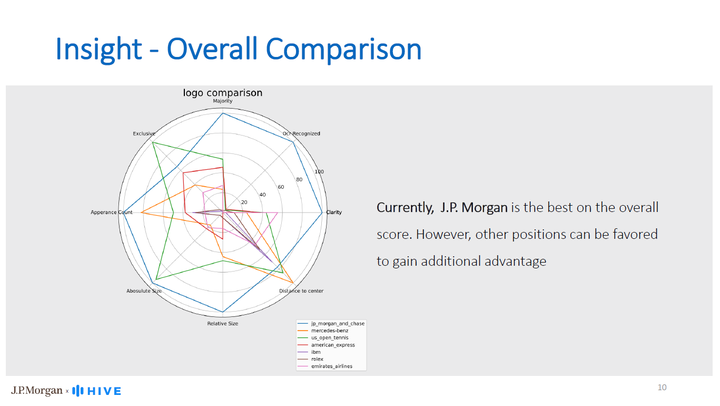 Insight - Overall Comparison
logo comparison
Majority
Ocr Recognized
Exclusive
100
80
60
40
20
Apperance Count
Clarity
Abosulute Size
Distance to center
Relative Size
jp_morgan_and_chase
mercedes-benz
us_open_tennis
american_express
ibm
rolex
emirates_airlines
Currently, J.P. Morgan is the best on the overall
score. However, other positions can be favored
to gain additional advantage
J.P.Morgan x HIVE
10